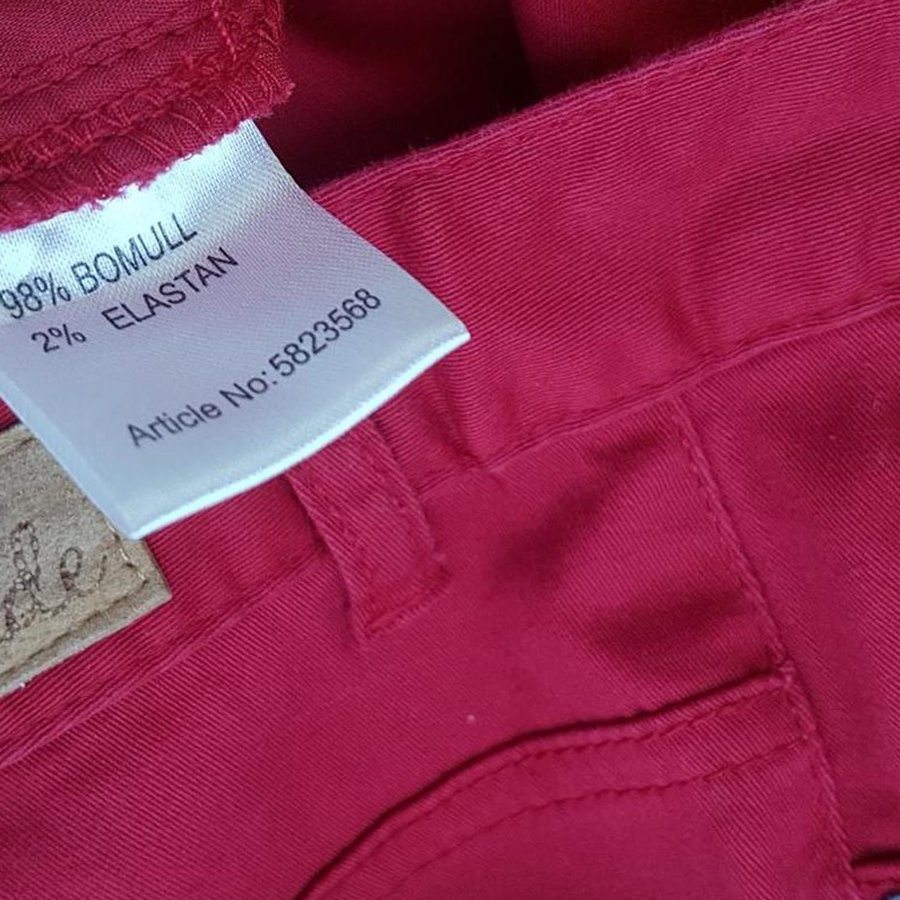 98% BOMULL
2% ELASTAN
Article No: 5823568